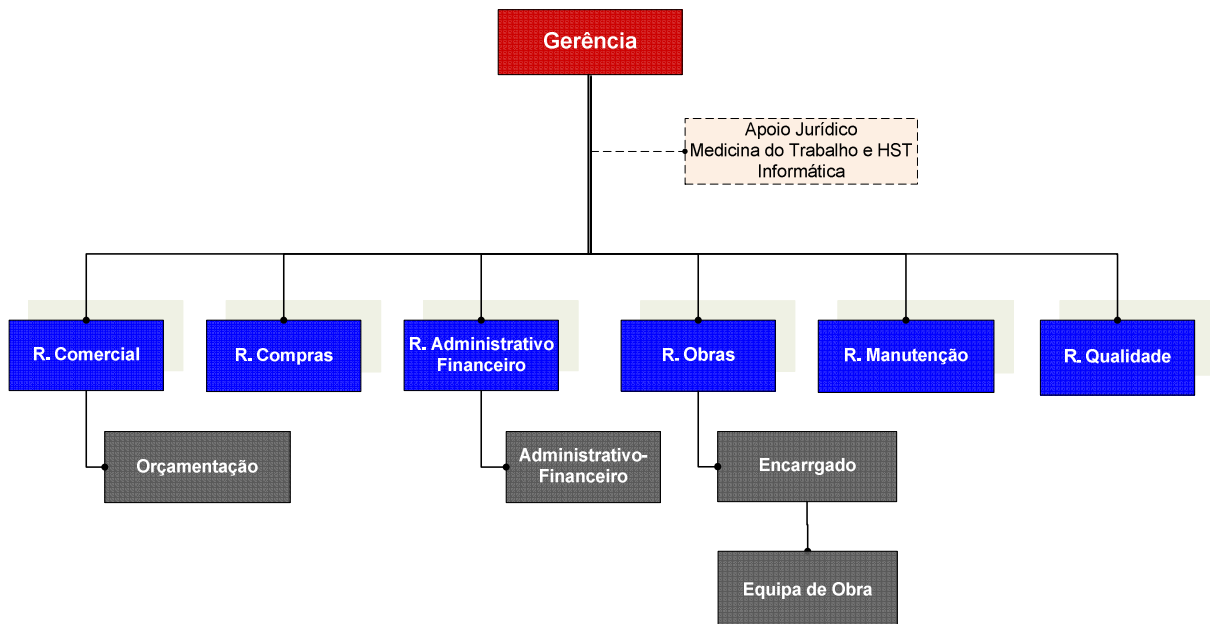 Gerência
Apoio Jurídico
Medicina do Trabalho e HST
Informática
R. Comercial
R. Compras
R. Administrativo
Financeiro
R. Obras
R. Manutenção
R. Qualidade
Orçamentação
Administrativo-
Financeiro
Encarrgado
Equipa de Obra